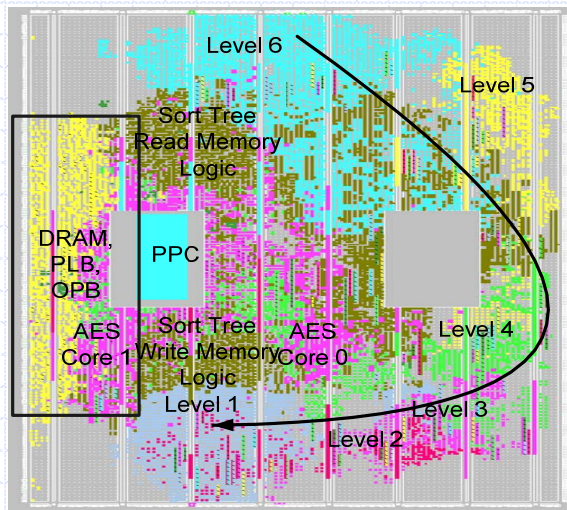 Level 6
Level 5
Sort Tree
Read Memory
Logic
DRAM,
PLB,
OPB
PPC
AES
Core 1
Sort Tree
Write Memory
Logic
AES
Core 0
Level 4
Level 1
Level 3
Level 2